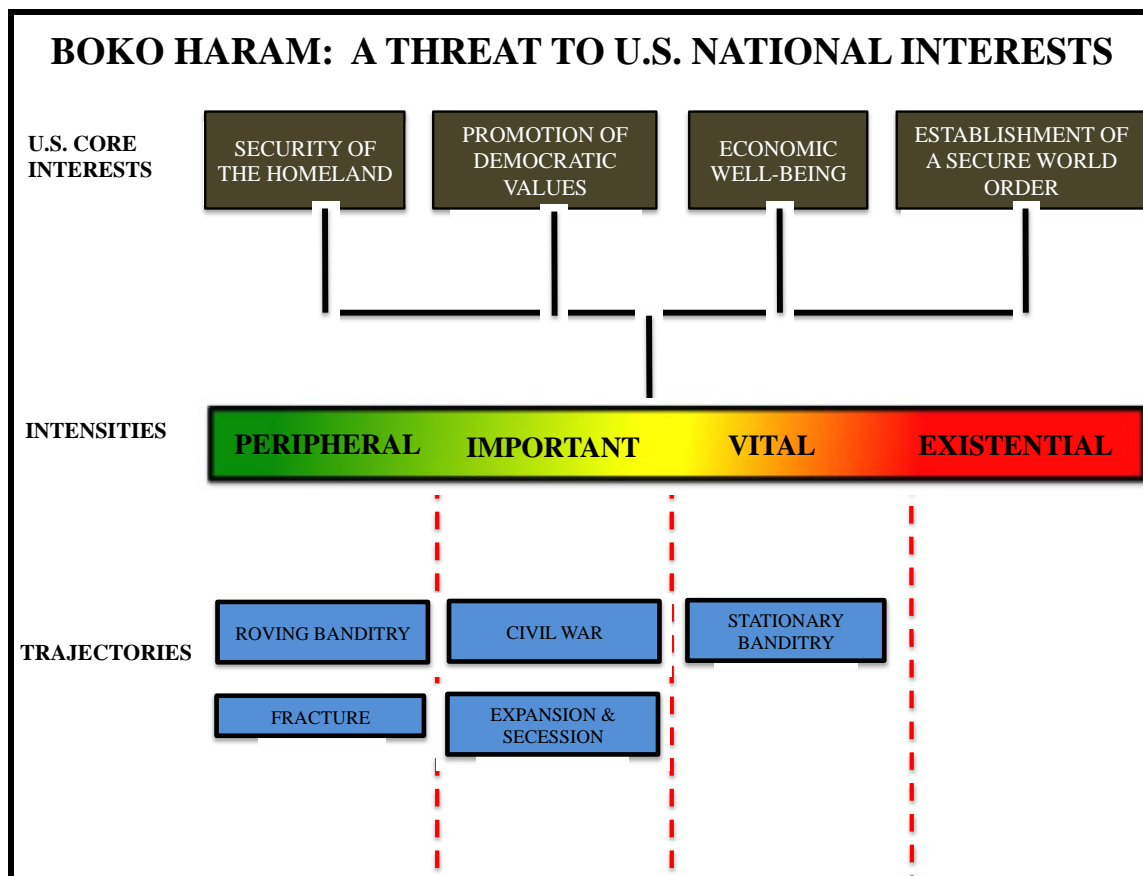 BOKO HARAM: A THREAT TO U.S. NATIONAL INTERESTS
U.S. CORE
INTERESTS
SECURITY OF
THE HOMELAND
PROMOTION OF
DEMOCRATIC
VALUES
ECONOMIC
WELL-BEING
ESTABLISHMENT OF
A SECURE WORLD
ORDER
INTENSITIES
PERIPHERAL
IMPORTANT
VITAL
EXISTENTIAL
TRAJECTORIES
ROVING BANDITRY
CIVIL WAR
STATIONARY
BANDITRY
FRACTURE
EXPANSION &
SECESSION